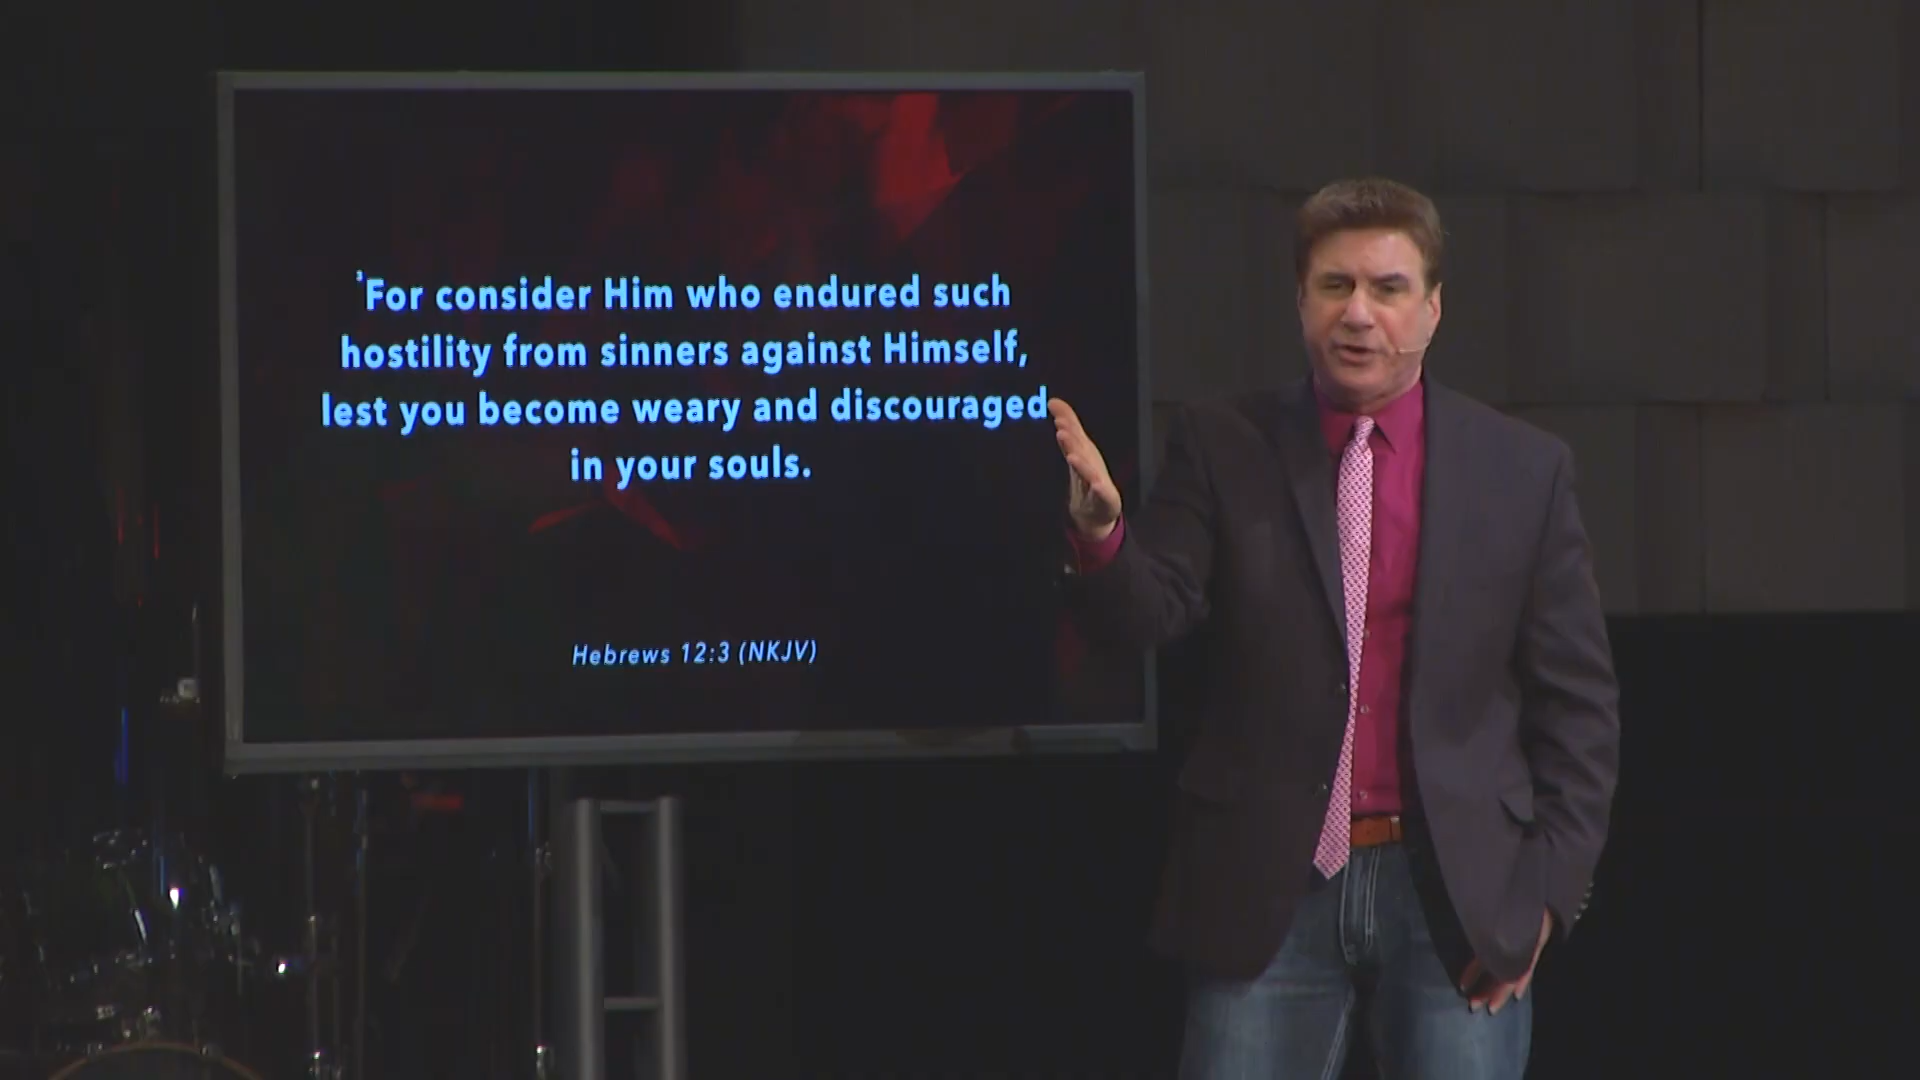 ³For consider Him who endured such
hostility from sinners against Himself,
lest you become weary and discouraged
in your souls.
Hebrews 12:3 (NKJV)